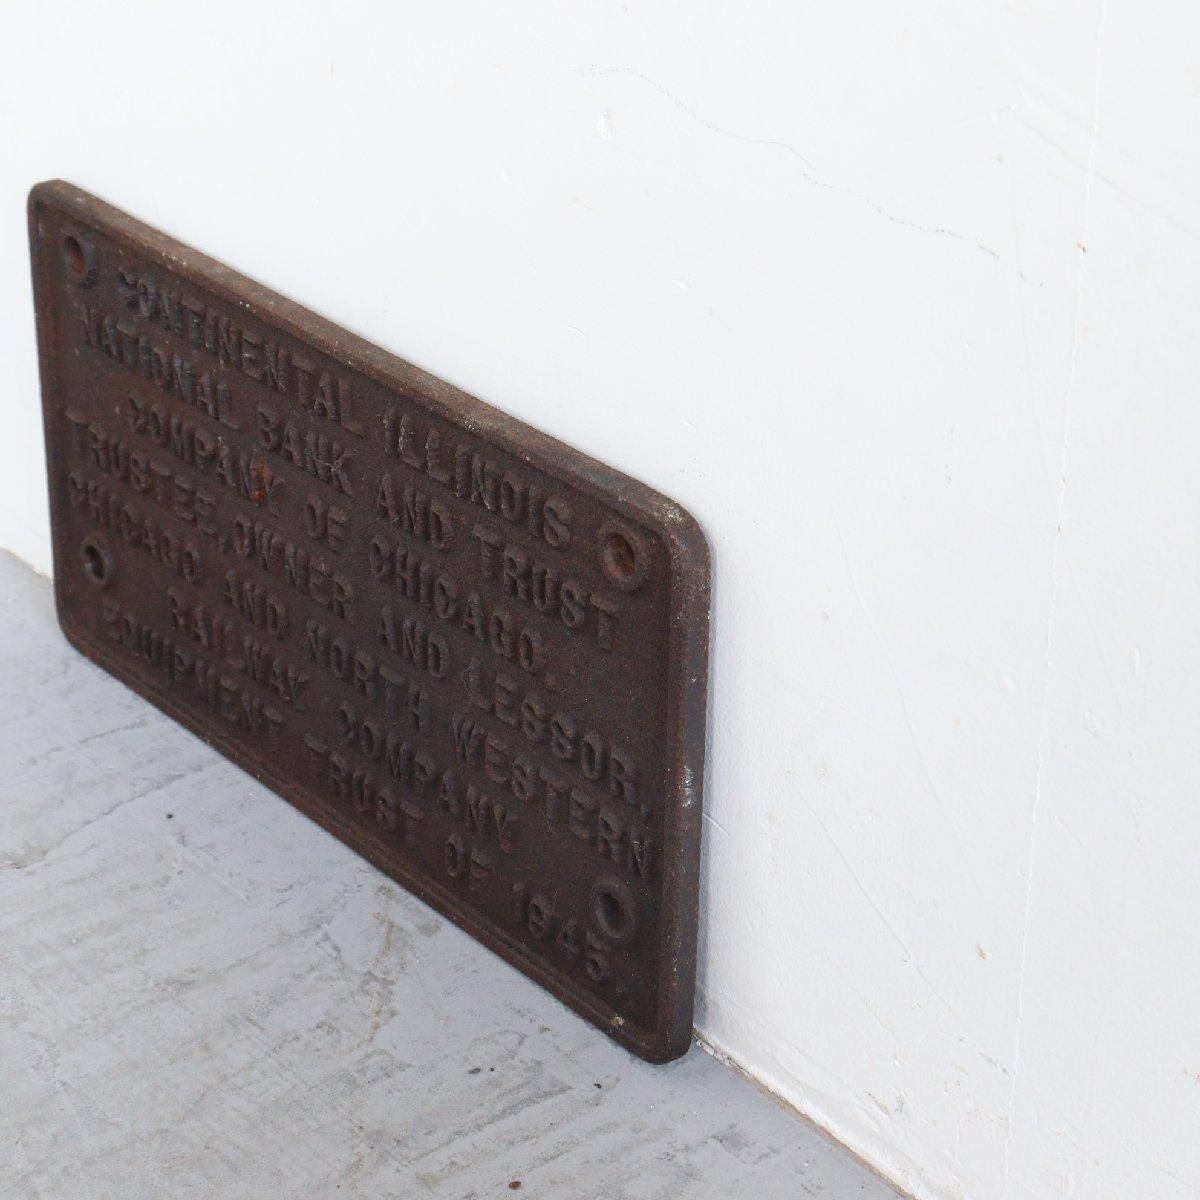 CONTINENTAL ILLINOIS
NATIONAL BANK AND TRUST
COMPANY OF CHICAGO.
TRUSTEE, OWNER AND LESSOR,
CHICAGO AND NORTH WESTERN
RAILWAY COMPANY
EQUIPMENT TRUST OF 1945.